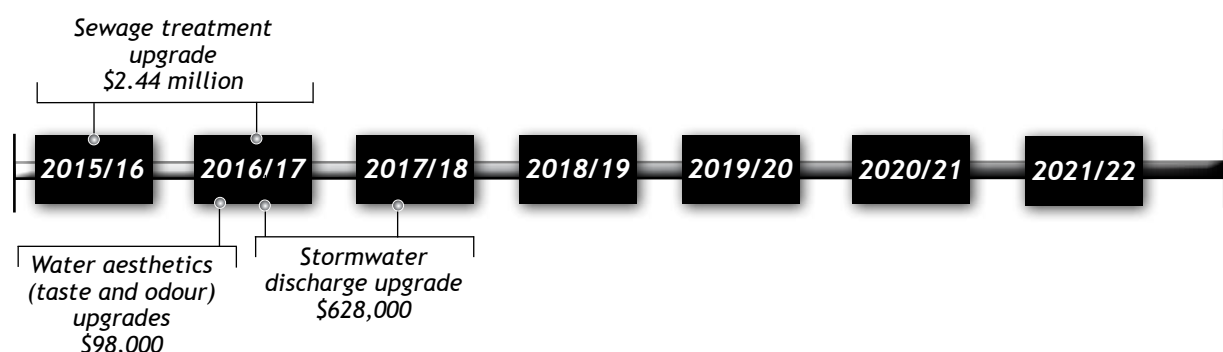 Sewage treatment
upgrade
$2.44 million
2015/16 2016/17 2017/18 2018/19 2019/20 2020/21 2021/22
Water aesthetics
(taste and odour)
upgrades
$98,000
Stormwater
discharge upgrade
$628,000